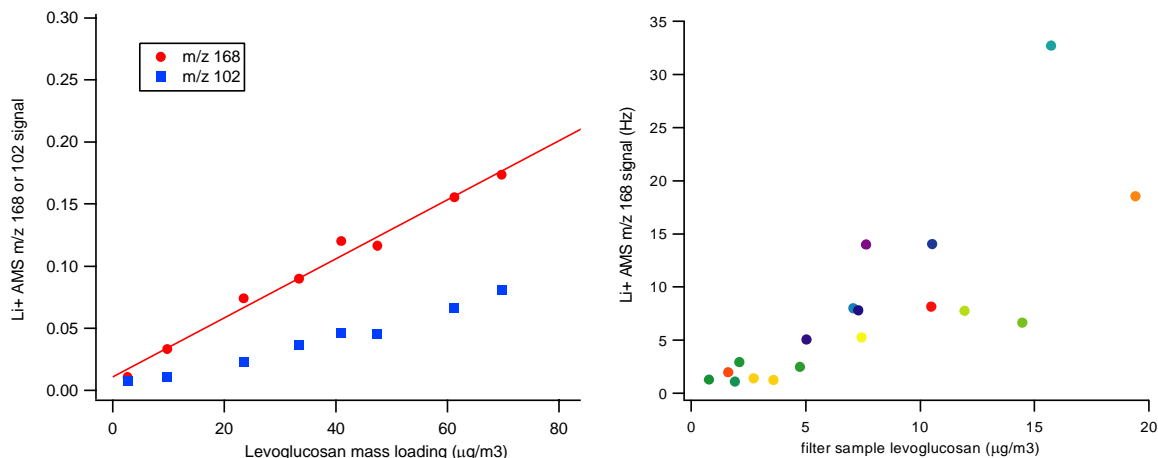 0.30
0.25
0.20
0.15
0.10
0.05
0.00
Li+ AMS m/z 168 or 102 signal
m/z 168
m/z 102
0 20 40 60 80
Levoglucosan mass loading (μg/m3)
35
30
25
20
15
10
5
0
Li+ AMS m/z 168 signal (Hz)
0 5 10 15 20
filter sample levoglucosan (μg/m3)